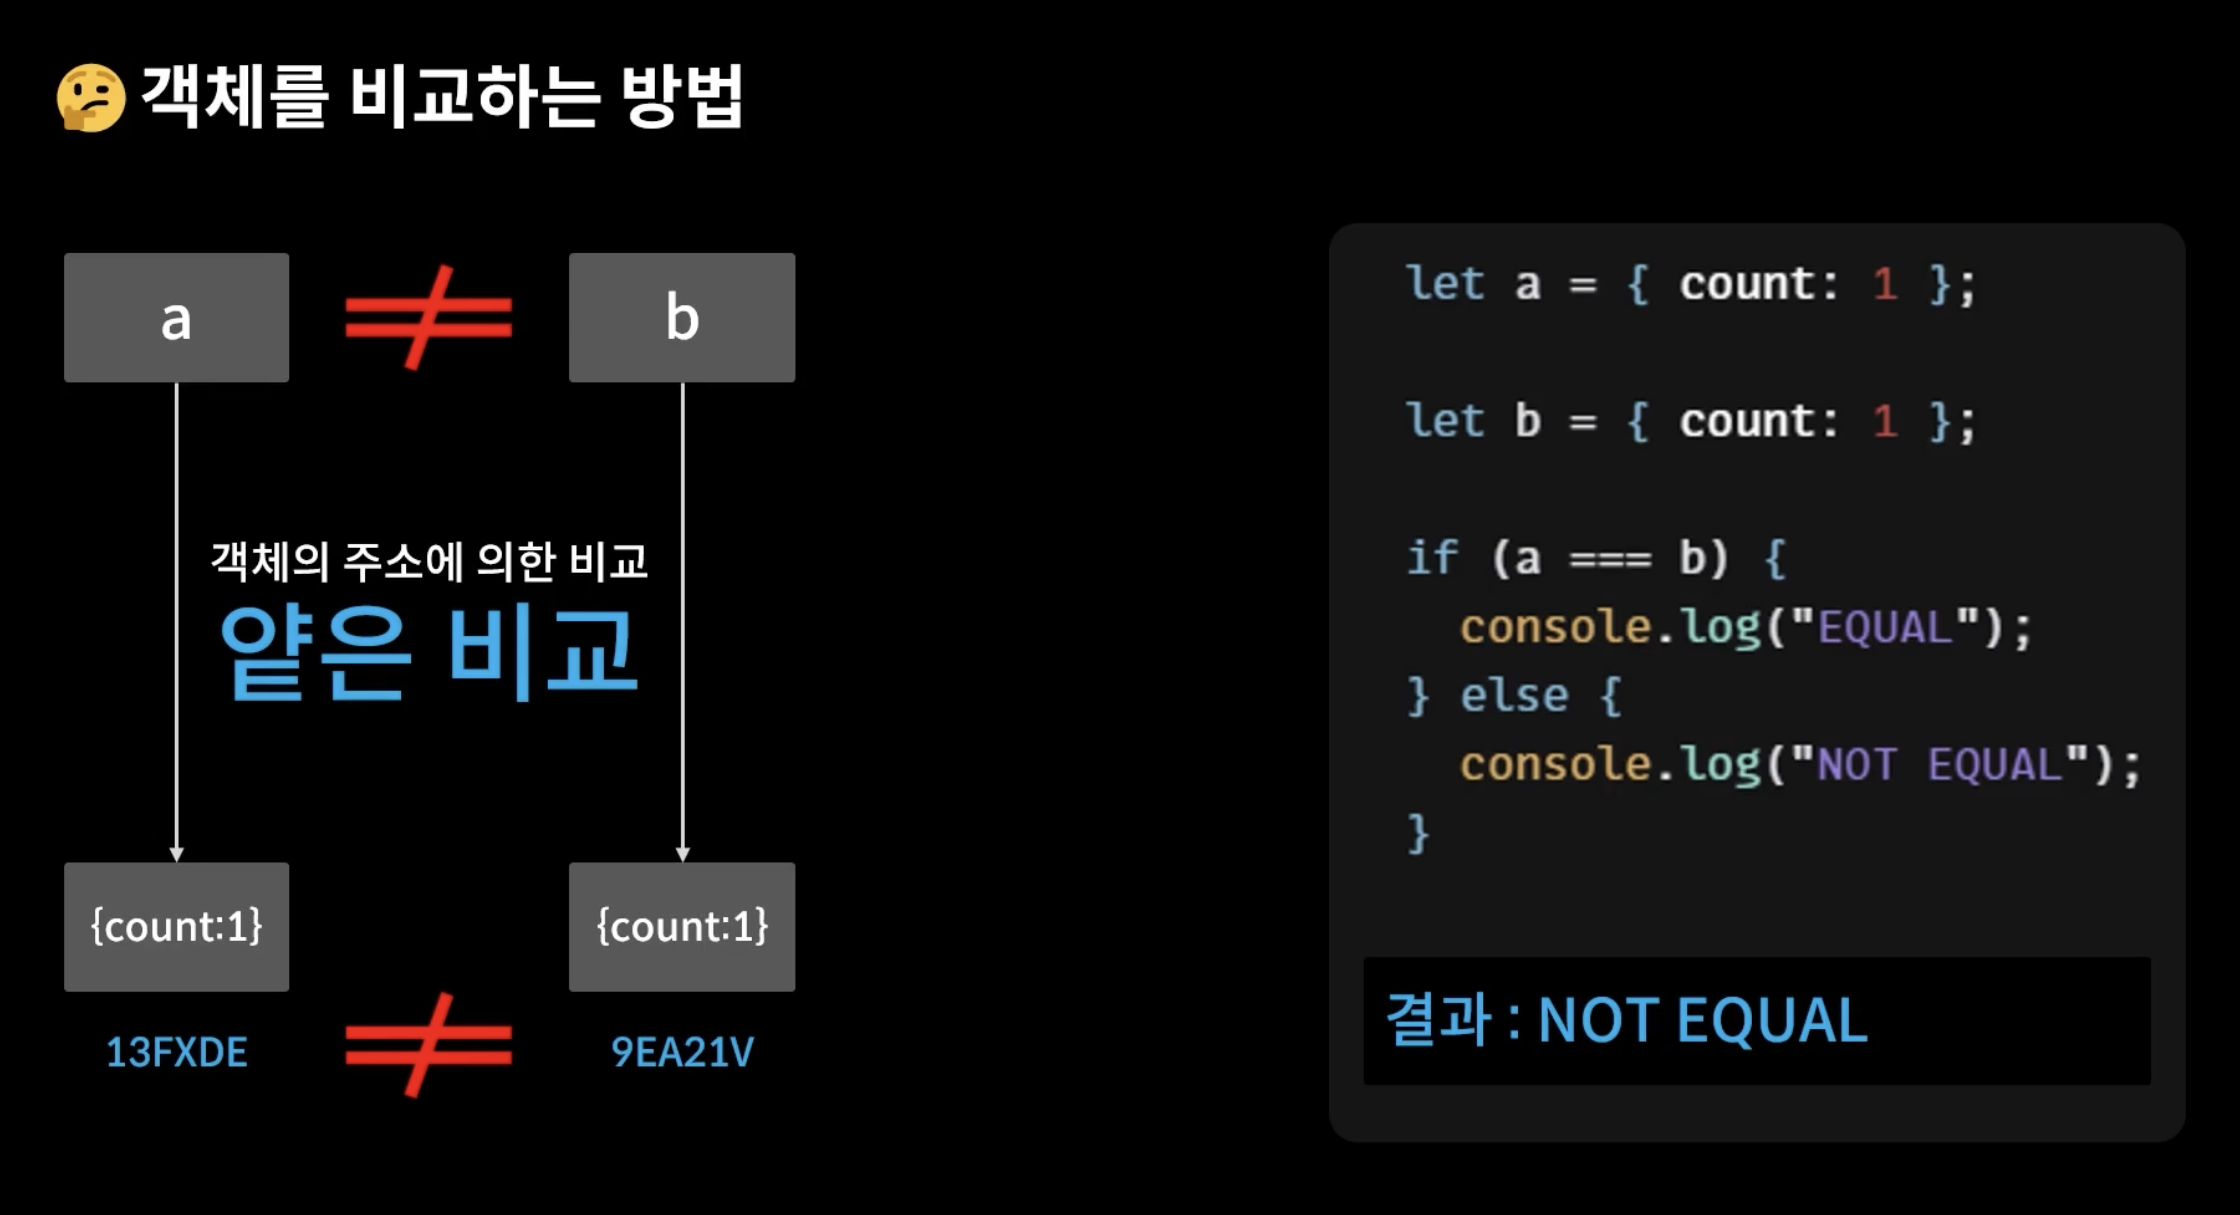 🤔 객체를 비교하는 방법
a ≠ b
객체의 주소에 의한 비교
얕은 비교
{count:1} {count:1}
13FXDE ≠ 9EA21V
let a = { count: 1 };
let b = { count: 1 };
if (a === b) {
  console.log("EQUAL");
} else {
  console.log("NOT EQUAL");
}
결과 : NOT EQUAL